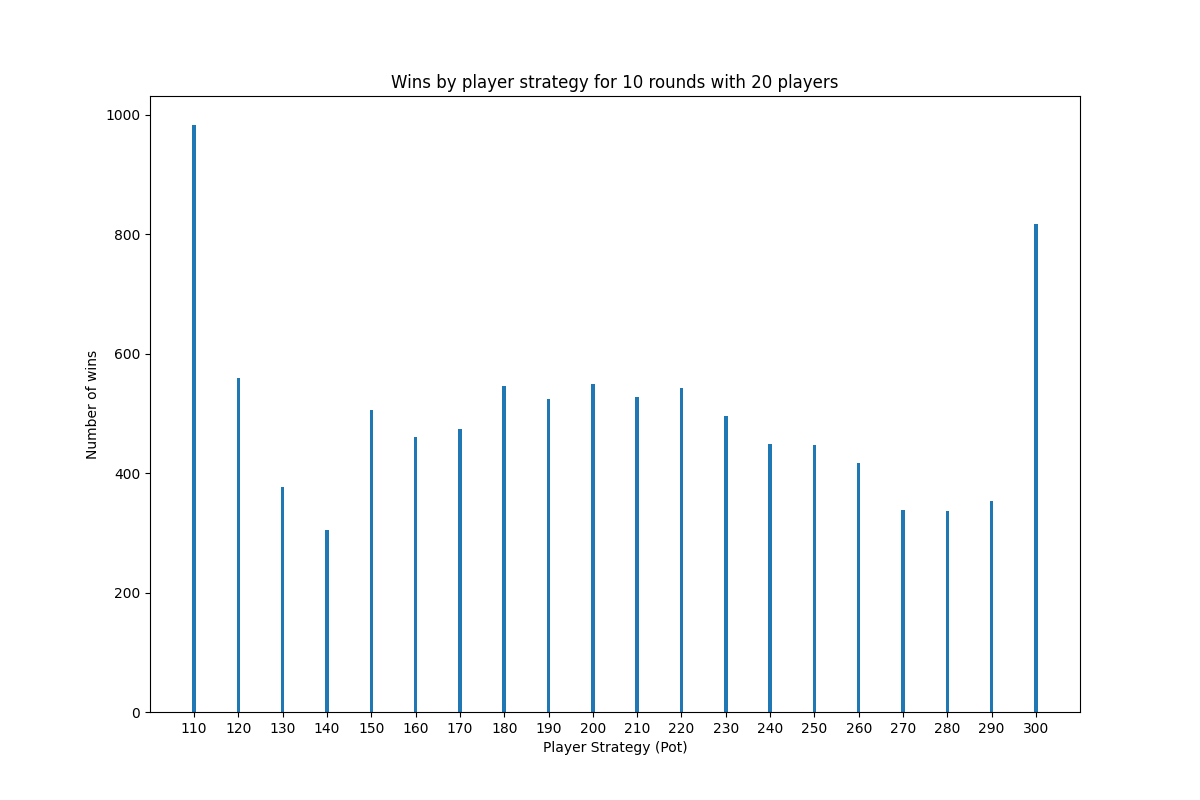 Wins by player strategy for 10 rounds with 20 players
1000
800
600
400
200
0
Number of wins
110 120 130 140 150 160 170 180 190 200 210 220 230 240 250 260 270 280 290 300
Player Strategy (Pot)